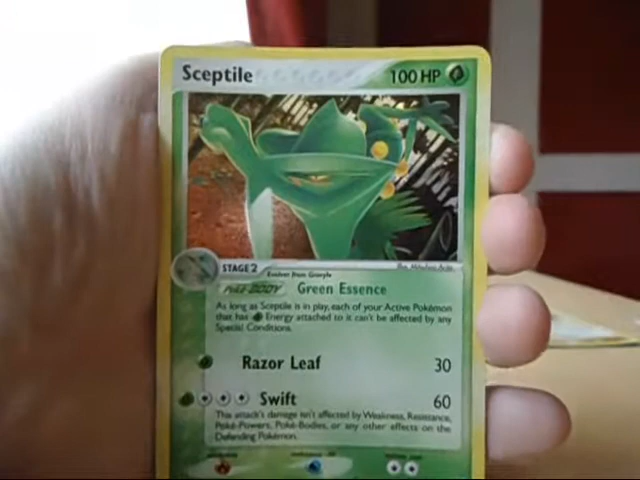 Sceptile 100 HP
STAGE 2 Evolves from Grovyle
POKé-BODY Green Essence
As long as Sceptile is in play, each of your Active Pokémon
that has Energy attached to it can't be affected by any
Special Conditions.
Razor Leaf 30
Swift 60
This attack's damage isn't affected by Weakness, Resistance,
Poké-Powers, Poké-Bodies, or any other effects on the
Defending Pokémon.